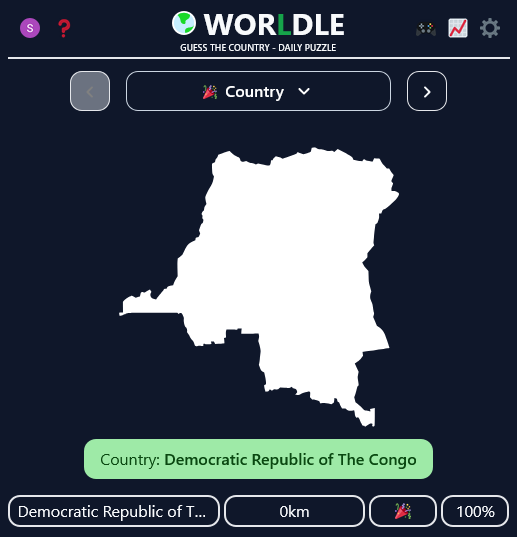 S ❓ WORLDLE
GUESS THE COUNTRY - DAILY PUZZLE
🎉 Country
Country: Democratic Republic of The Congo
Democratic Republic of T... 0km 🎉 100%